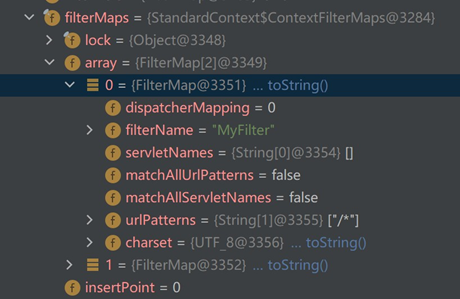 filterMaps = {StandardContext$ContextFilterMaps@3284}
lock = {Object@3348}
array = {FilterMap[2]@3349}
0 = {FilterMap@3351} ... toString()
dispatcherMapping = 0
filterName = "MyFilter"
servletNames = {String[0]@3354} []
matchAllUrlPatterns = false
matchAllServletNames = false
urlPatterns = {String[1]@3355} ["/*"]
charset = {UTF_8@3356} ... toString()
1 = {FilterMap@3352} ... toString()
insertPoint = 0